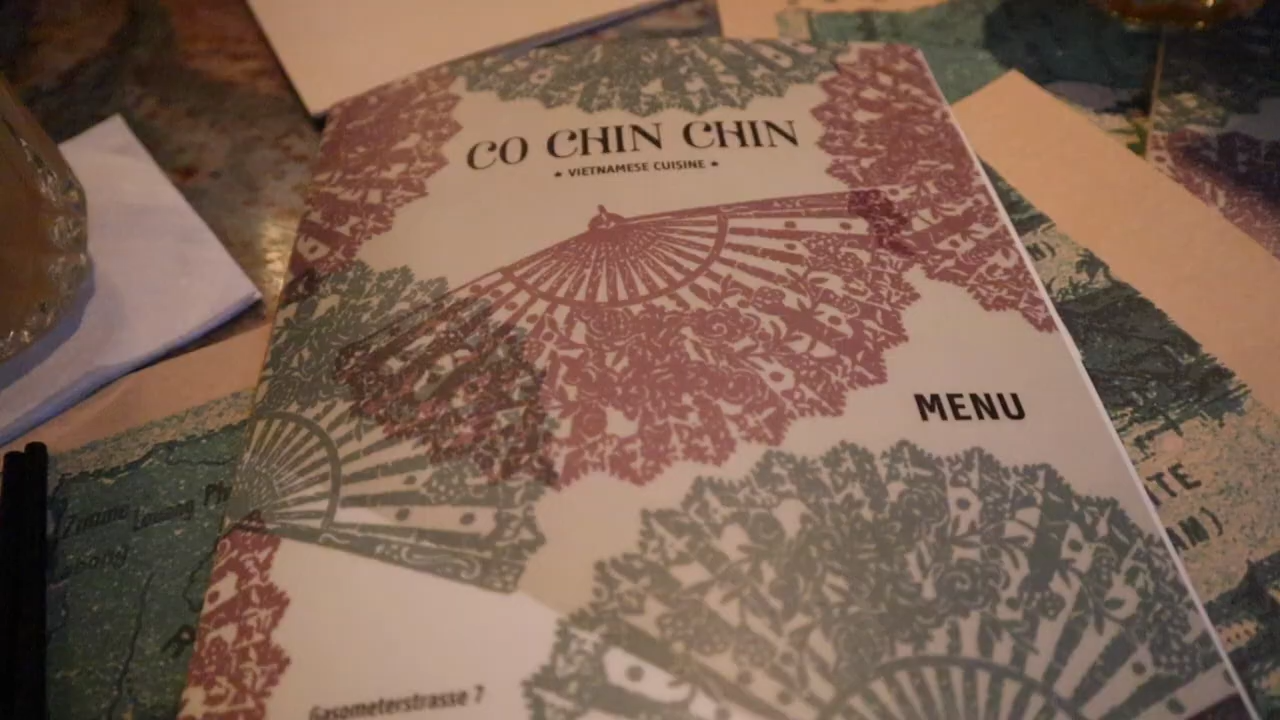 CO CHIN CHIN
★ VIETNAMESE CUISINE ★
MENU
Gasometerstrasse 7